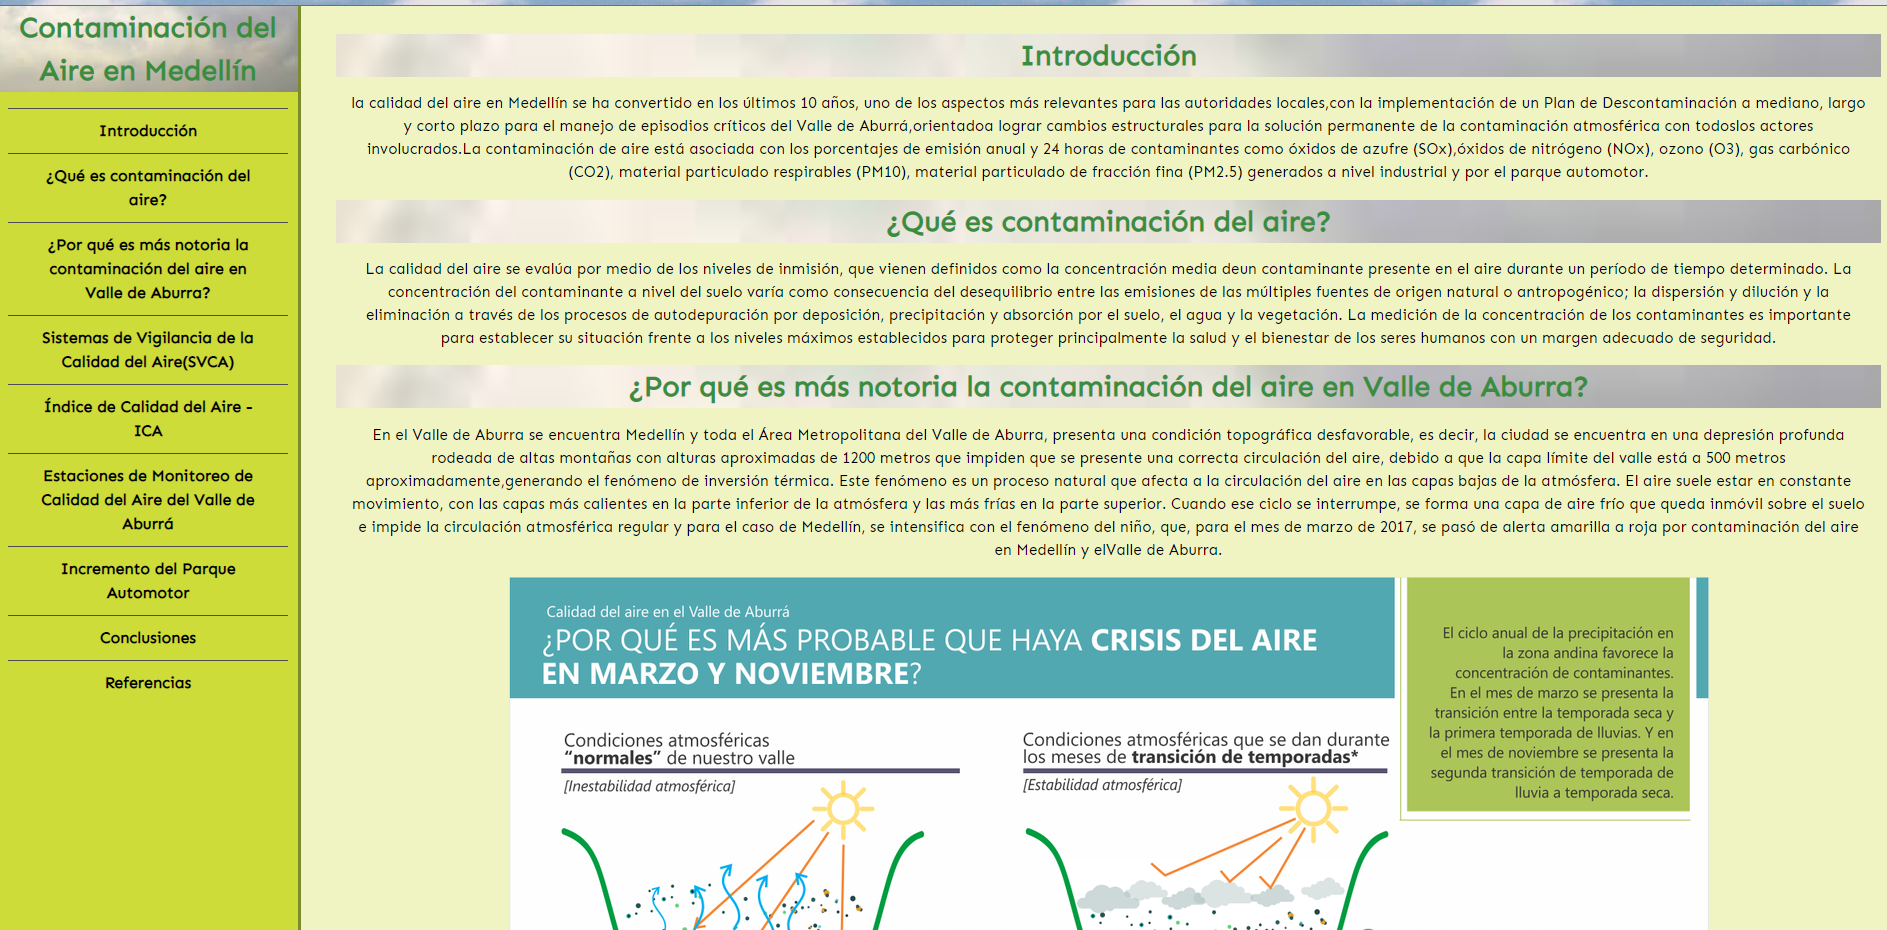 Contaminación del
Aire en Medellín
Introducción
¿Qué es contaminación del
aire?
¿Por qué es más notoria la
contaminación del aire en
Valle de Aburra?
Sistemas de Vigilancia de la
Calidad del Aire(SVCA)
Índice de Calidad del Aire -
ICA
Estaciones de Monitoreo de
Calidad del Aire del Valle de
Aburrá
Incremento del Parque
Automotor
Conclusiones
Referencias
Introducción
la calidad del aire en Medellín se ha convertido en los últimos 10 años, uno de los aspectos más relevantes para las autoridades locales,con la implementación de un Plan de Descontaminación a mediano, largo
y corto plazo para el manejo de episodios críticos del Valle de Aburrá,orientadoa lograr cambios estructurales para la solución permanente de la contaminación atmosférica con todoslos actores
involucrados.La contaminación de aire está asociada con los porcentajes de emisión anual y 24 horas de contaminantes como óxidos de azufre (SOx),óxidos de nitrógeno (NOx), ozono (O3), gas carbónico
(CO2), material particulado respirables (PM10), material particulado de fracción fina (PM2.5) generados a nivel industrial y por el parque automotor.
¿Qué es contaminación del aire?
La calidad del aire se evalúa por medio de los niveles de inmisión, que vienen definidos como la concentración media deun contaminante presente en el aire durante un período de tiempo determinado. La
concentración del contaminante a nivel del suelo varía como consecuencia del desequilibrio entre las emisiones de las múltiples fuentes de origen natural o antropogénico; la dispersión y dilución y la
eliminación a través de los procesos de autodepuración por deposición, precipitación y absorción por el suelo, el agua y la vegetación. La medición de la concentración de los contaminantes es importante
para establecer su situación frente a los niveles máximos establecidos para proteger principalmente la salud y el bienestar de los seres humanos con un margen adecuado de seguridad.
¿Por qué es más notoria la contaminación del aire en Valle de Aburra?
En el Valle de Aburra se encuentra Medellín y toda el Área Metropolitana del Valle de Aburra, presenta una condición topográfica desfavorable, es decir, la ciudad se encuentra en una depresión profunda
rodeada de altas montañas con alturas aproximadas de 1200 metros que impiden que se presente una correcta circulación del aire, debido a que la capa límite del valle está a 500 metros
aproximadamente,generando el fenómeno de inversión térmica. Este fenómeno es un proceso natural que afecta a la circulación del aire en las capas bajas de la atmósfera. El aire suele estar en constante
movimiento, con las capas más calientes en la parte inferior de la atmósfera y las más frías en la parte superior. Cuando ese ciclo se interrumpe, se forma una capa de aire frío que queda inmóvil sobre el suelo
e impide la circulación atmosférica regular y para el caso de Medellín, se intensifica con el fenómeno del niño, que, para el mes de marzo de 2017, se pasó de alerta amarilla a roja por contaminación del aire
en Medellín y elValle de Aburra.
Calidad del aire en el Valle de Aburrá
¿POR QUÉ ES MÁS PROBABLE QUE HAYA CRISIS DEL AIRE
EN MARZO Y NOVIEMBRE?
El ciclo anual de la precipitación en
la zona andina favorece la
concentración de contaminantes.
En el mes de marzo se presenta la
transición entre la temporada seca y
la primera temporada de lluvias. Y en
el mes de noviembre se presenta la
segunda transición de temporada de
lluvia a temporada seca.
Condiciones atmosféricas
“normales” de nuestro valle
[Inestabilidad atmosférica]
Condiciones atmosféricas que se dan durante
los meses de transición de temporadas*
[Estabilidad atmosférica]